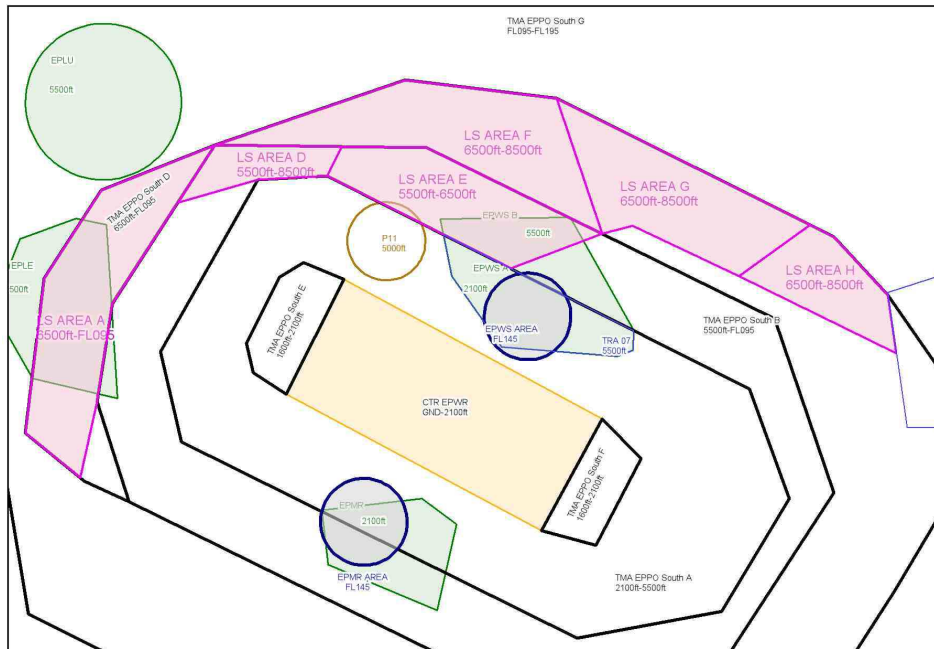 TMA EPPO South G
FL095-FL195
EPLU
5500ft
LS AREA F
6500ft-8500ft
LS AREA D
5500ft-8500ft
LS AREA E
5500ft-6500ft
LS AREA G
6500ft-8500ft
TMA EPPO South D
6500ft-FL095
EPWS B
5500ft
P11
5000ft
EPLE
500ft
EPWS A
2100ft
LS AREA H
6500ft-8500ft
TMA EPPO South E
1600ft-2100ft
LS AREA A
6500ft-FL095
EPWS AREA
FL145
TRA 07
5500ft
TMA EPPO South B
5500ft-FL095
CTR EPWR
GND-2100ft
TMA EPPO South F
1600ft-2100ft
EPMR
2100ft
EPMR AREA
FL145
TMA EPPO South A
2100ft-5500ft